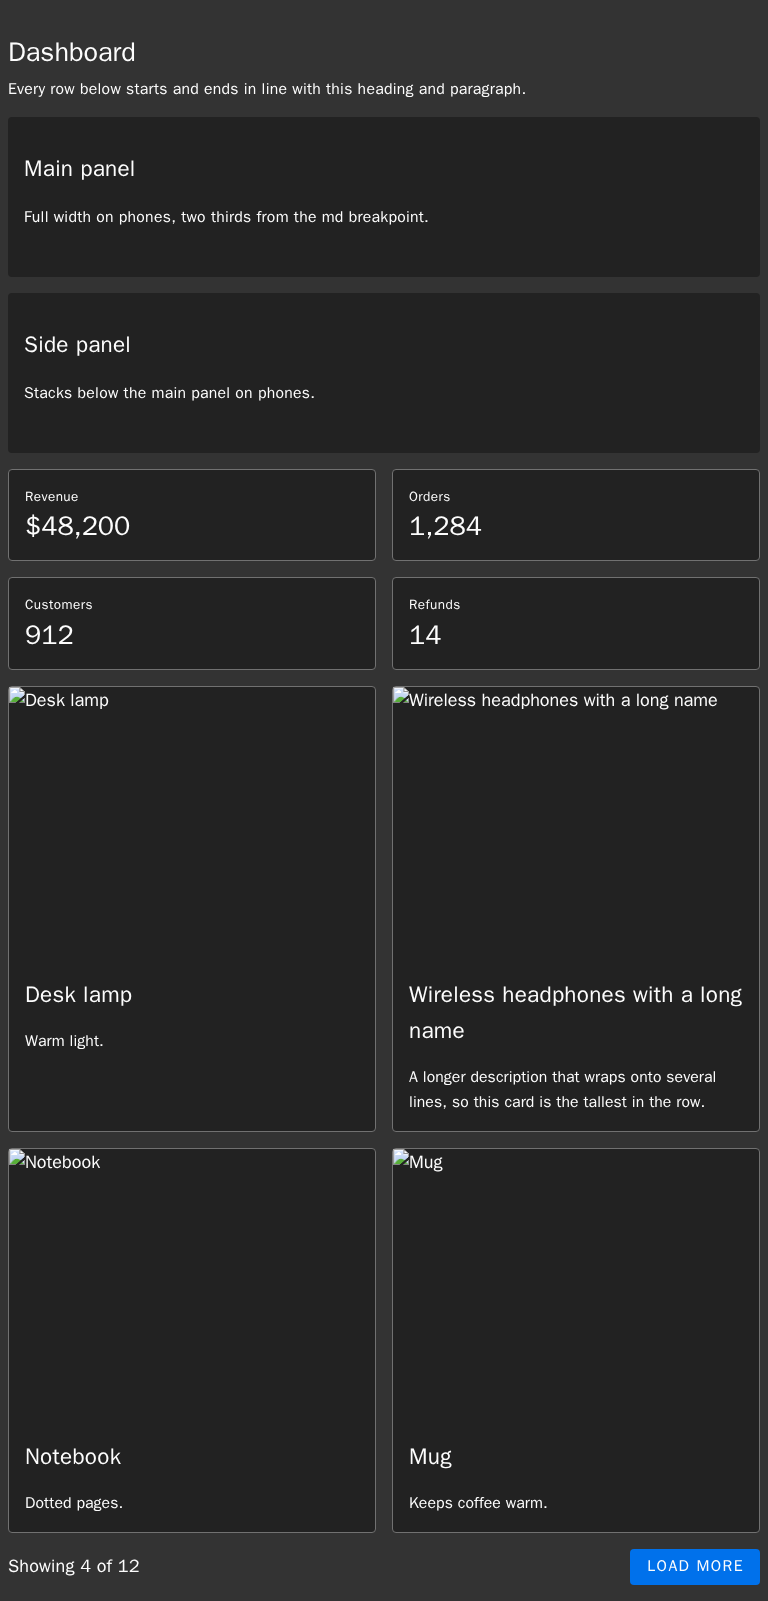 Dashboard
Every row below starts and ends in line with this heading and paragraph.
Main panel
Full width on phones, two thirds from the md breakpoint.
Side panel
Stacks below the main panel on phones.
Revenue
$48,200
Orders
1,284
Customers
912
Refunds
14
Desk lamp
Desk lamp
Warm light.
Wireless headphones with a long name
Wireless headphones with a long
name
A longer description that wraps onto several
lines, so this card is the tallest in the row.
Notebook
Notebook
Dotted pages.
Mug
Mug
Keeps coffee warm.
Showing 4 of 12
LOAD MORE